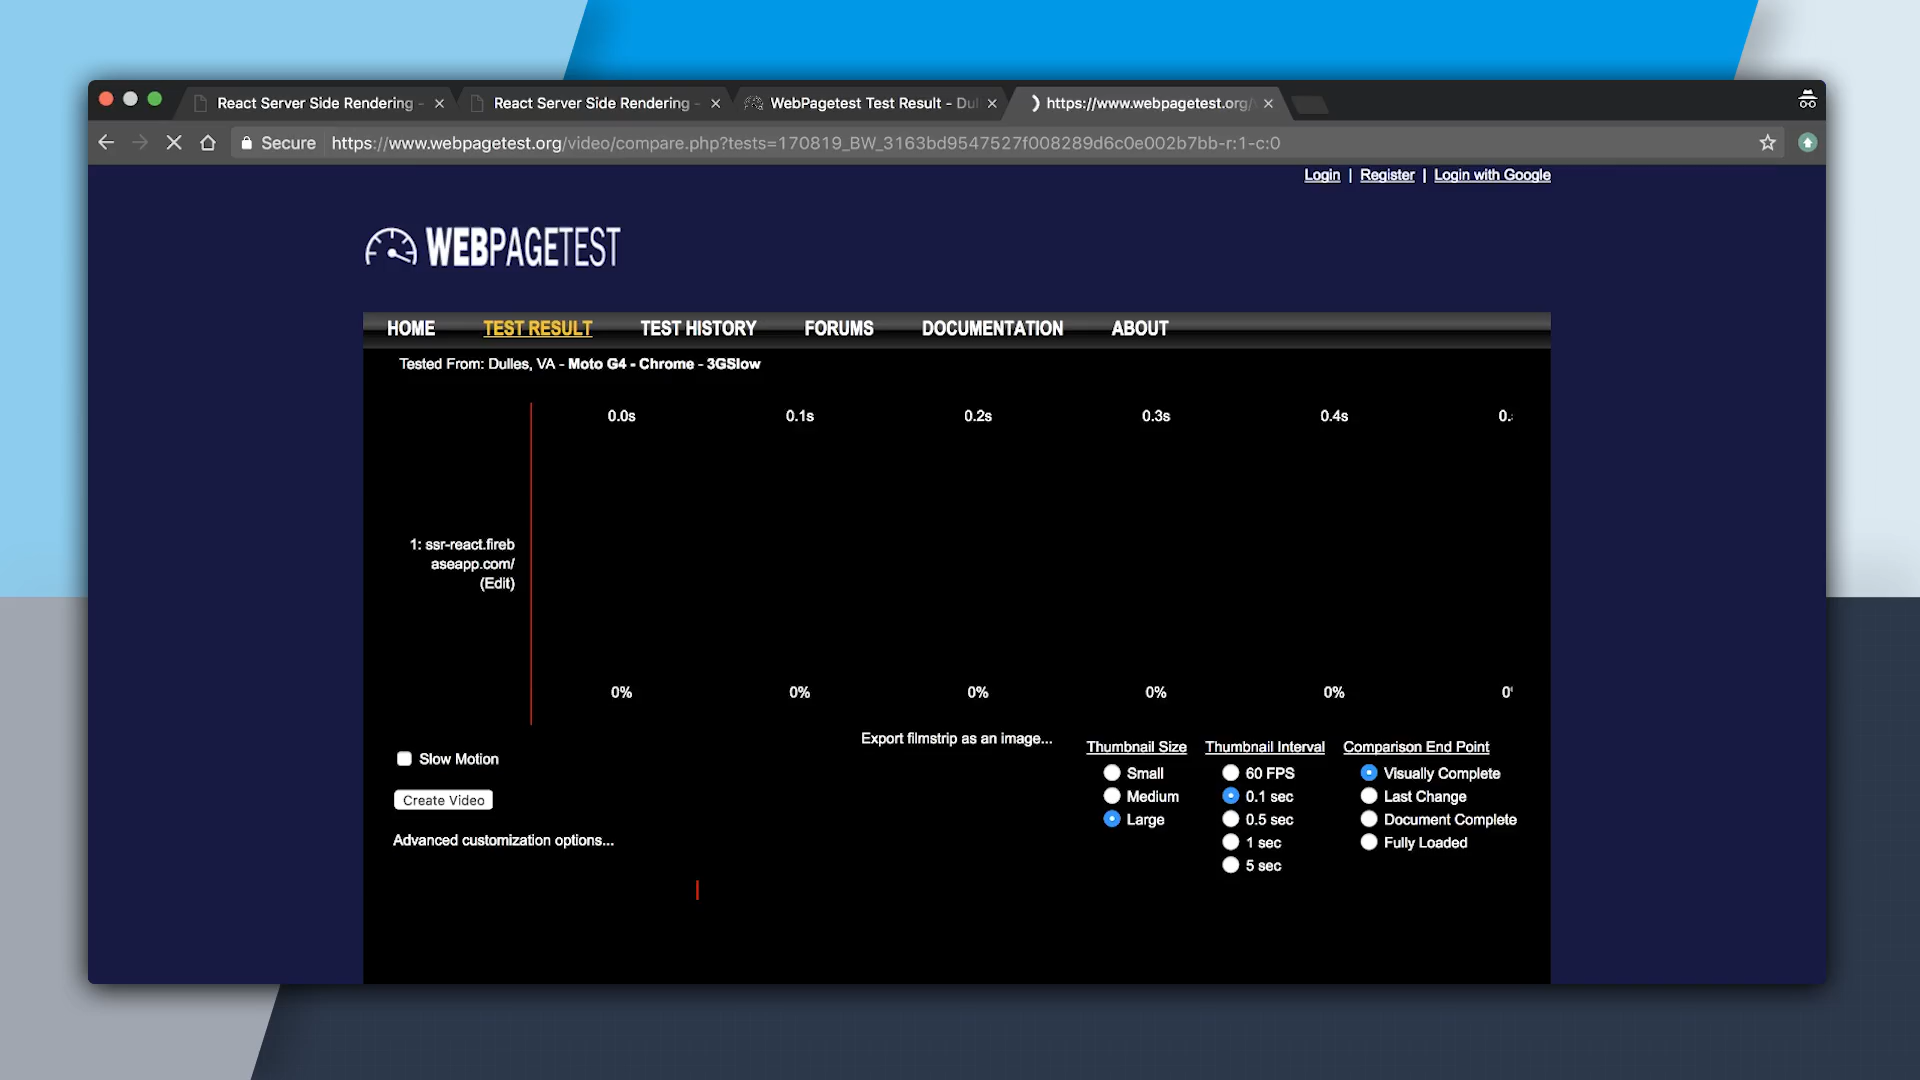 React Server Side Rendering -
React Server Side Rendering -
WebPagetest Test Result - Dul
https://www.webpagetest.org/
Secure https://www.webpagetest.org/video/compare.php?tests=170819_BW_3163bd9547527f008289d6c0e002b7bb-r:1-c:0
Login | Register | Login with Google
WEBPAGETEST
HOME TEST RESULT TEST HISTORY FORUMS DOCUMENTATION ABOUT
Tested From: Dulles, VA - Moto G4 - Chrome - 3GSlow
0.0s 0.1s 0.2s 0.3s 0.4s 0.
1: ssr-react.fireb
aseapp.com/
(Edit)
0% 0% 0% 0% 0% 0
Export filmstrip as an image...
Slow Motion
Create Video
Advanced customization options...
Thumbnail Size
Small
Medium
Large
Thumbnail Interval
60 FPS
0.1 sec
0.5 sec
1 sec
5 sec
Comparison End Point
Visually Complete
Last Change
Document Complete
Fully Loaded